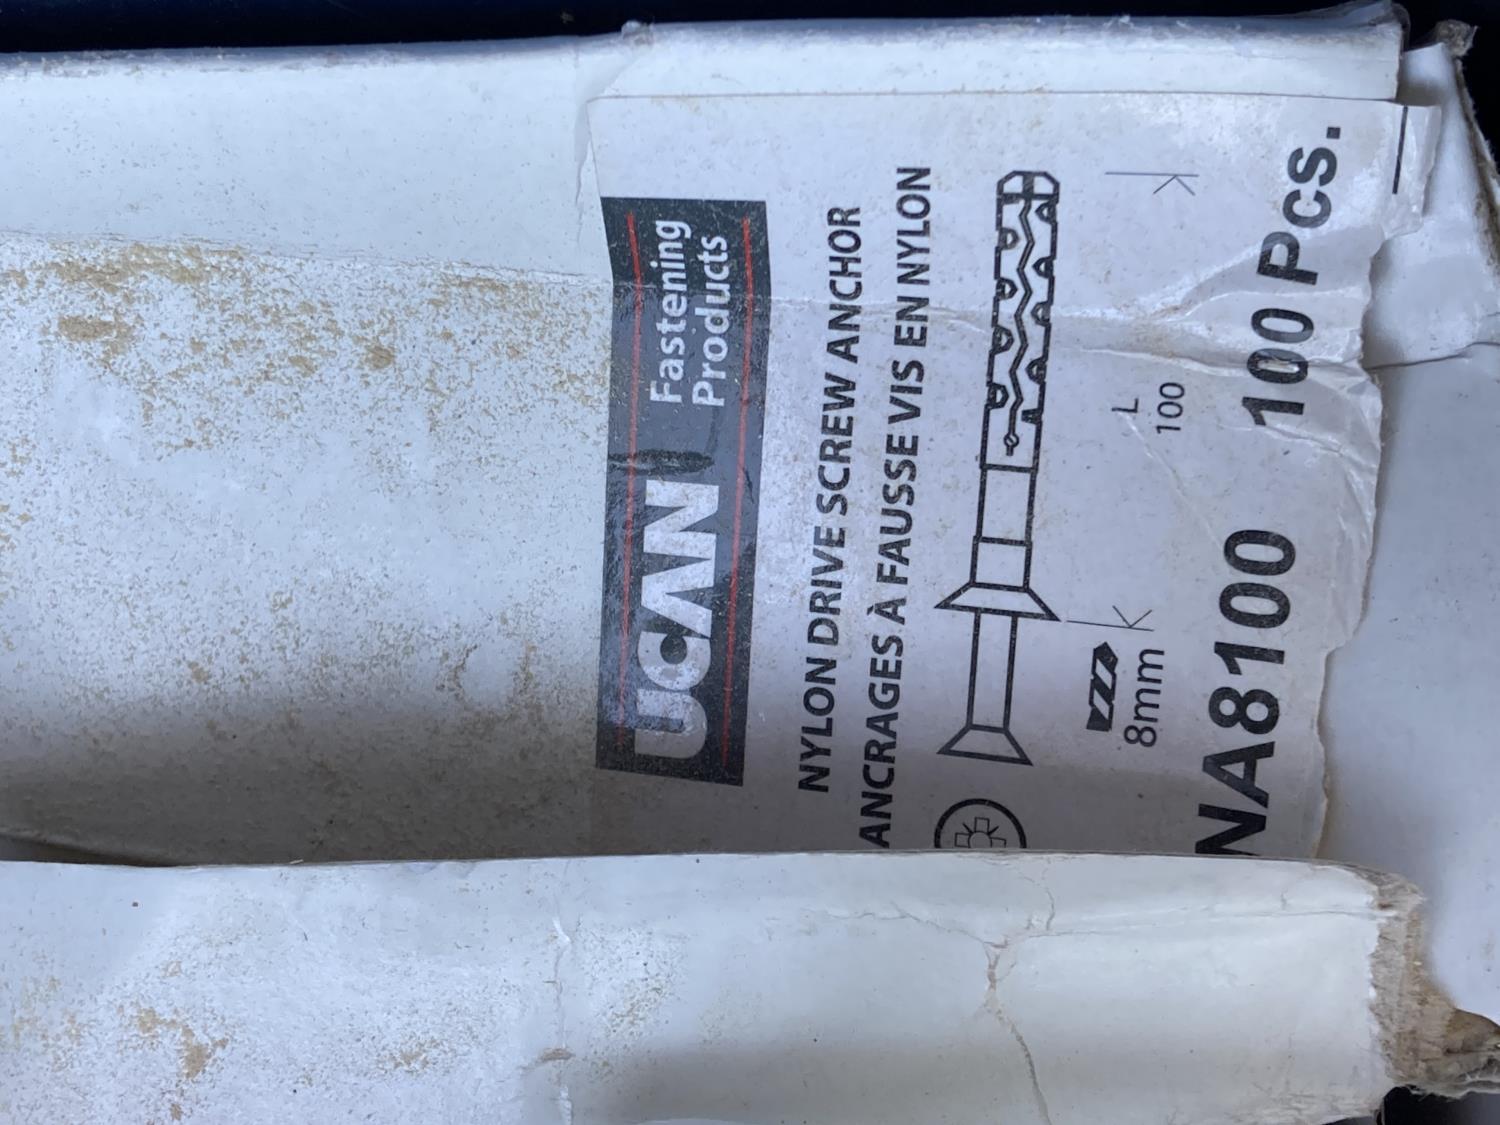 UCAN
Fastening
Products
NYLON DRIVE SCREW ANCHOR
ANCRAGES À FAUSSE VIS EN NYLON
8mm
L
100
NA8100 100 Pcs.